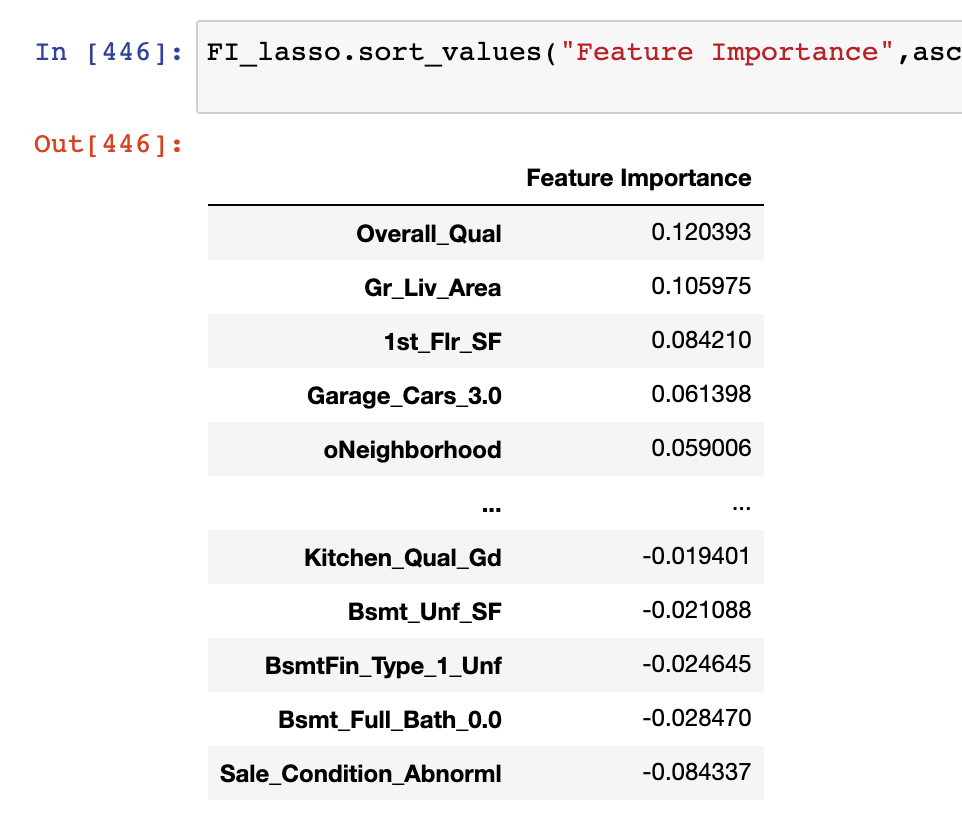 In [446]: FI_lasso.sort_values("Feature Importance",asc
Out[446]:
Feature Importance
Overall_Qual 0.120393
Gr_Liv_Area 0.105975
1st_Flr_SF 0.084210
Garage_Cars_3.0 0.061398
oNeighborhood 0.059006
... ...
Kitchen_Qual_Gd -0.019401
Bsmt_Unf_SF -0.021088
BsmtFin_Type_1_Unf -0.024645
Bsmt_Full_Bath_0.0 -0.028470
Sale_Condition_Abnorml -0.084337